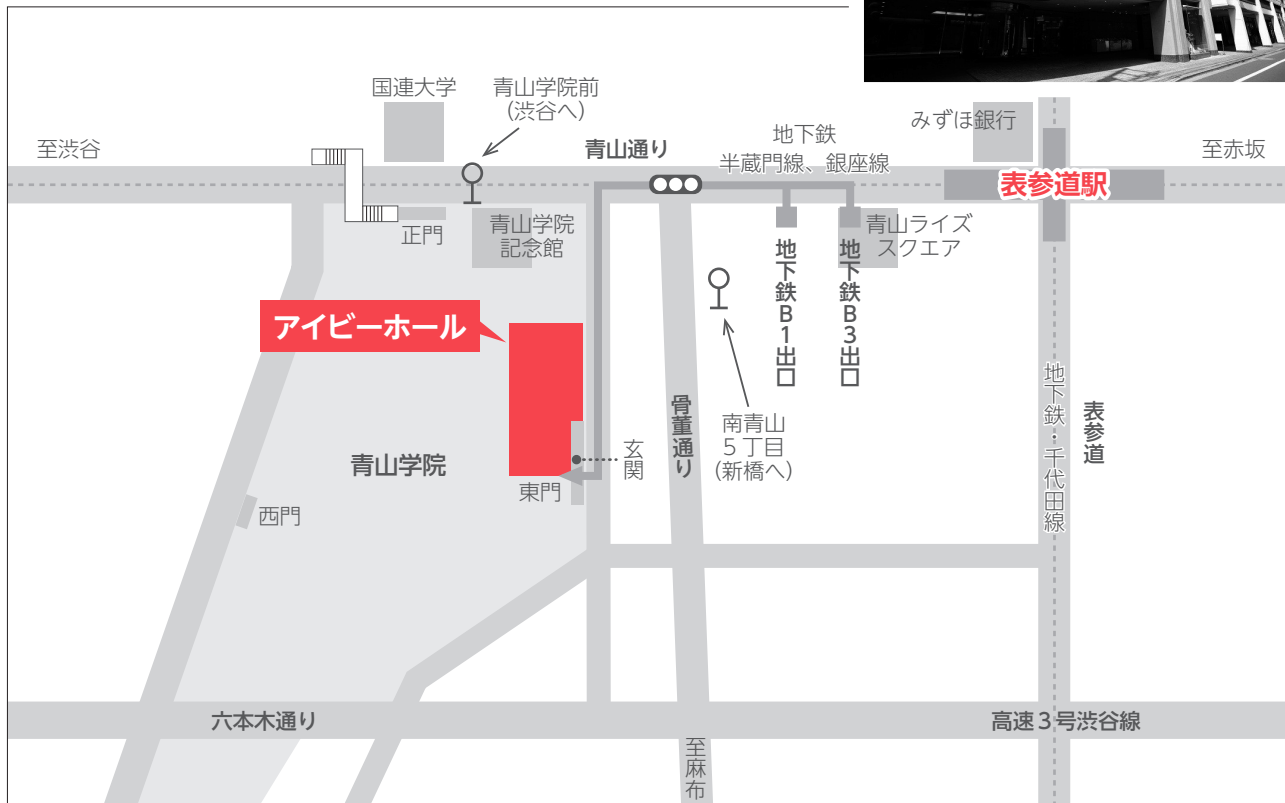 国連大学
青山学院前
(渋谷へ)
みずほ銀行
地下鉄
半蔵門線、銀座線
至渋谷
青山通り
至赤坂
表参道駅
正門
青山学院
記念館
青山ライズ
スクエア
地下鉄B1出口
地下鉄B3出口
アイビーホール
地下鉄・千代田線
表参道
骨董通り
南青山
5丁目
(新橋へ)
玄関
青山学院
東門
西門
六本木通り
高速3号渋谷線
至麻布